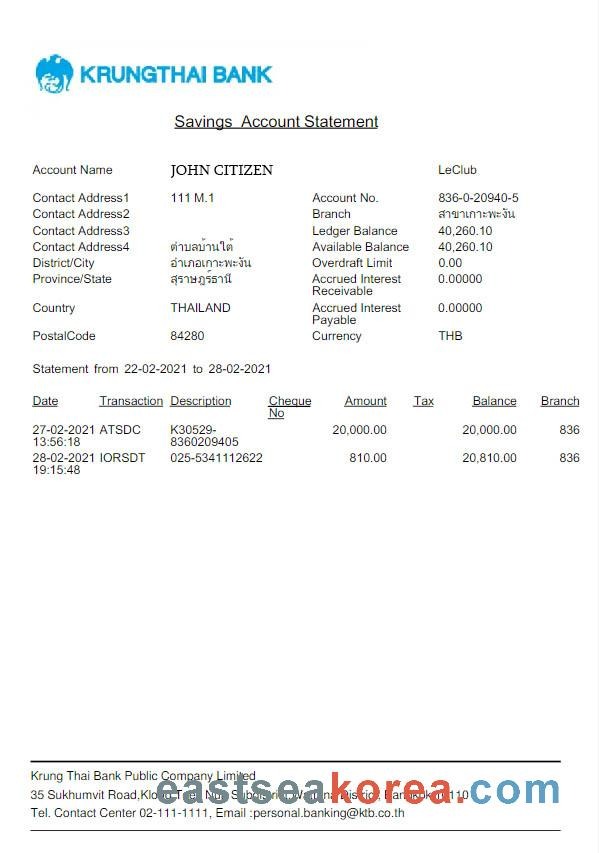 KRUNGTHAI BANK
Savings Account Statement
Account Name JOHN CITIZEN LeClub
Contact Address1 111 M.1 Account No. 836-0-20940-5
Contact Address2 Branch สาขาเกาะพะงัน
Contact Address3 Ledger Balance 40,260.10
Contact Address4 ตำบลบ้านใต้ Available Balance 40,260.10
District/City อำเภอเกาะพะงัน Overdraft Limit 0.00
Province/State สุราษฎร์ธานี Accrued Interest 0.00000
Receivable
Country THAILAND Accrued Interest 0.00000
Payable
PostalCode 84280 Currency THB
Statement from 22-02-2021 to 28-02-2021
Date Transaction Description Cheque Amount Tax Balance Branch
No
27-02-2021 ATSDC K30529- 20,000.00 20,000.00 836
13:56:18 8360209405
28-02-2021 IORSDT 025-5341112622 810.00 20,810.00 836
19:15:48
Krung Thai Bank Public Company Limited
35 Sukhumvit Road,Klong Toey Nua Subdistrict,Wattana District, Bangkok 10110
eastseakorea.com
Tel. Contact Center 02-111-1111, Email :personal.banking@ktb.co.th